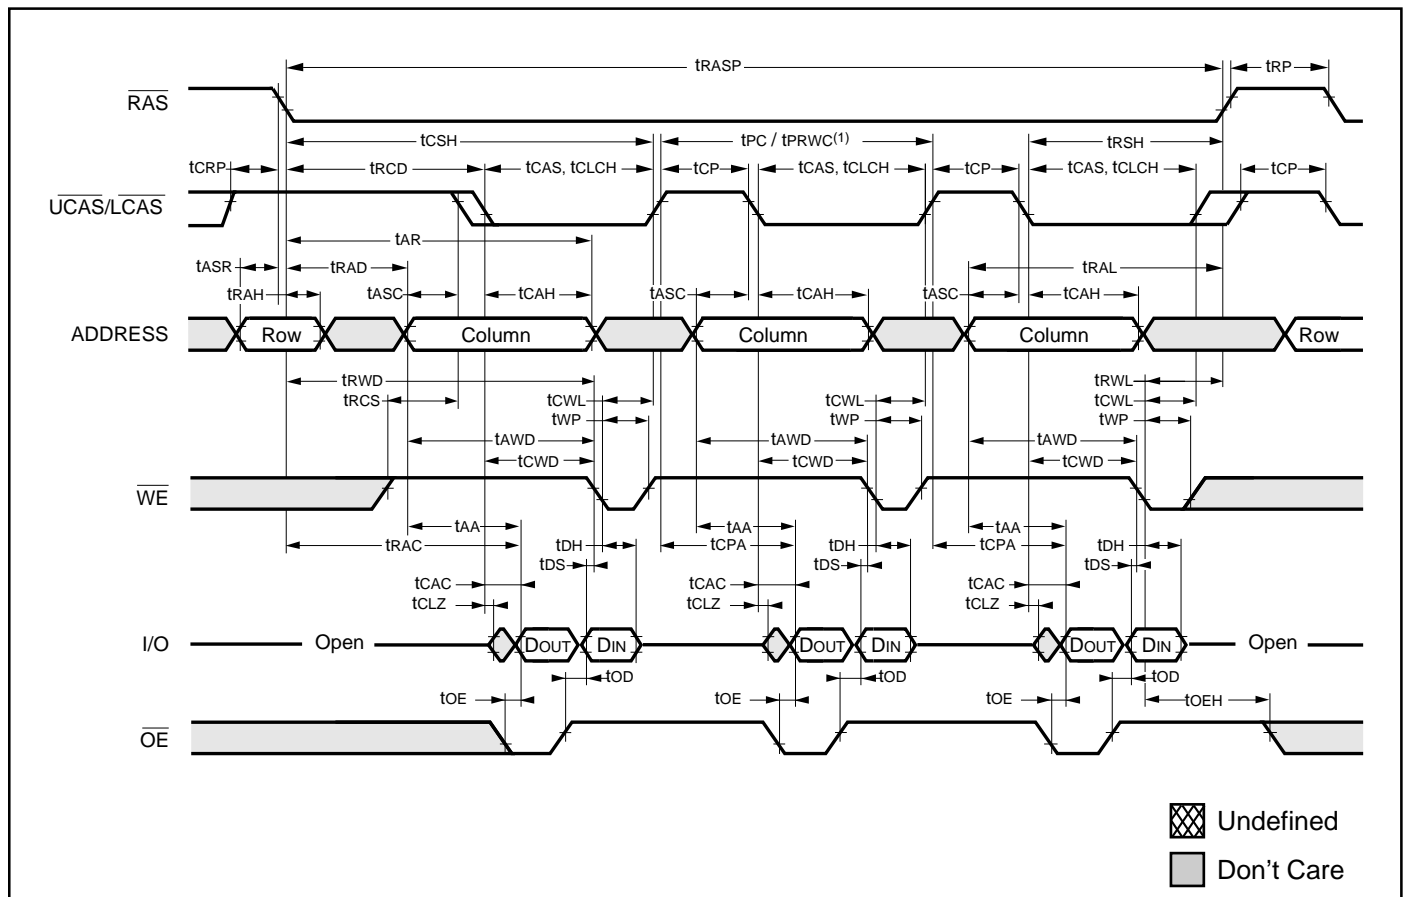 tRASP tRP
RAS
tCSH tPC / tPRWC(1) tRSH
tCRP tRCD tCAS, tCLCH tCP tCAS, tCLCH tCP tCAS, tCLCH tCP
UCAS/LCAS
tAR
tASR tRAD tRAL
tRAH tASC tCAH tASC tCAH tASC tCAH
ADDRESS Row Column Column Column Row
tRWD tRWL
tRCS tCWL tCWL tCWL
tWP tWP tWP
tAWD tAWD tAWD
tCWD tCWD tCWD
WE
tAA tAA tAA
tRAC tDH tCPA tDH tCPA tDH
tDS tDS tDS
tCAC tCAC tCAC
tCLZ tCLZ tCLZ
I/O Open DOUT DIN DOUT DIN DOUT DIN Open
tOD tOD tOD
tOE tOE tOE tOEH
OE
Undefined
Don't Care